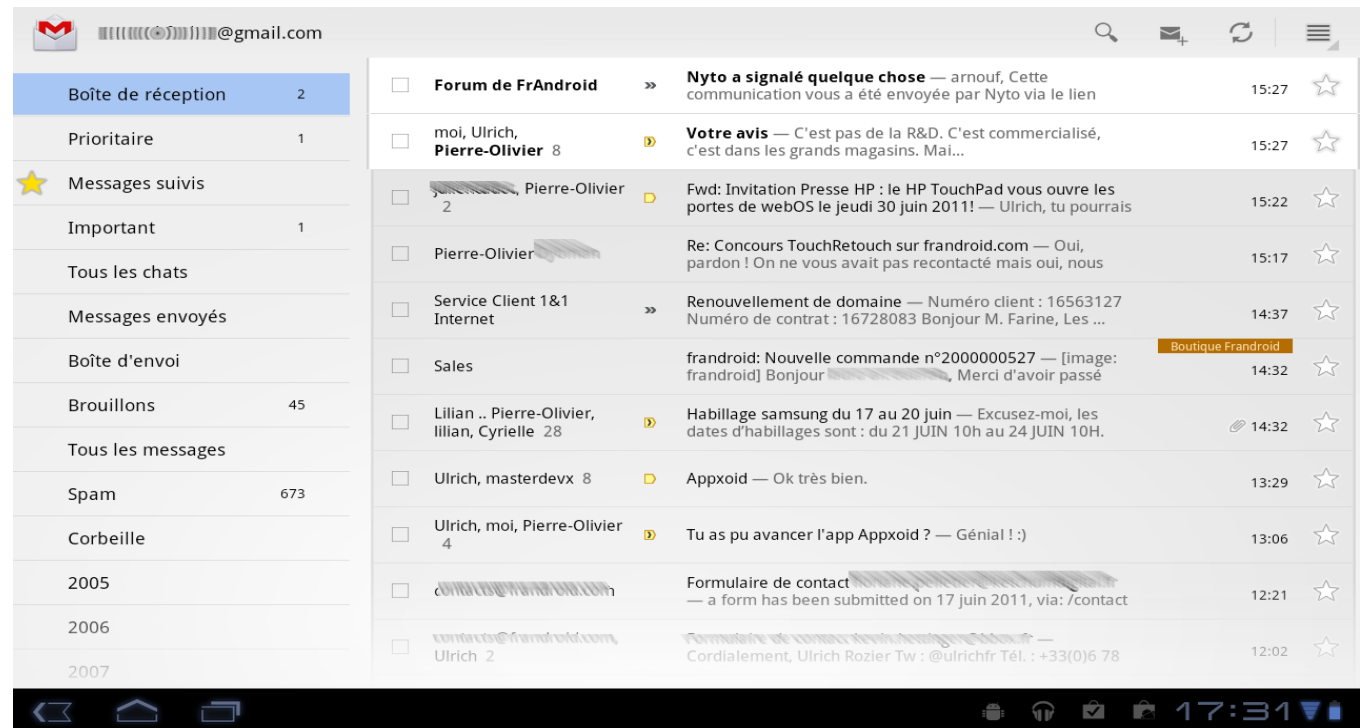 @gmail.com
Boîte de réception 2
Prioritaire 1
Messages suivis
Important 1
Tous les chats
Messages envoyés
Boîte d'envoi
Brouillons 45
Tous les messages
Spam 673
Corbeille
2005
2006
2007
Forum de FrAndroid
Nyto a signalé quelque chose — arnouf, Cette
communication vous a été envoyée par Nyto via le lien
15:27
moi, Ulrich,
Pierre-Olivier 8
Votre avis — C'est pas de la R&D. C'est commercialisé,
c'est dans les grands magasins. Mai...
15:27
, Pierre-Olivier
2
Fwd: Invitation Presse HP : le HP TouchPad vous ouvre les
portes de webOS le jeudi 30 juin 2011! — Ulrich, tu pourrais
15:22
Pierre-Olivier
Re: Concours TouchRetouch sur frandroid.com — Oui,
pardon ! On ne vous avait pas recontacté mais oui, nous
15:17
Service Client 1&1
Internet
Renouvellement de domaine — Numéro client : 16563127
Numéro de contrat : 16728083 Bonjour M. Farine, Les ...
14:37
Sales
frandroid: Nouvelle commande n°2000000527 — [image:
frandroid] Bonjour , Merci d'avoir passé
Boutique Frandroid
14:32
Lilian .. Pierre-Olivier,
lilian, Cyrielle 28
Habillage samsung du 17 au 20 juin — Excusez-moi, les
dates d’habillages sont : du 21 JUIN 10h au 24 JUIN 10H.
14:32
Ulrich, masterdevx 8
Appxoid — Ok très bien.
13:29
Ulrich, moi, Pierre-Olivier
4
Tu as pu avancer l'app Appxoid ? — Génial ! :)
13:06
Formulaire de contact
— a form has been submitted on 17 juin 2011, via: /contact
12:21
Ulrich 2
—
Cordialement, Ulrich Rozier Tw : @ulrichfr Tél. : +33(0)6 78
12:02
17:31